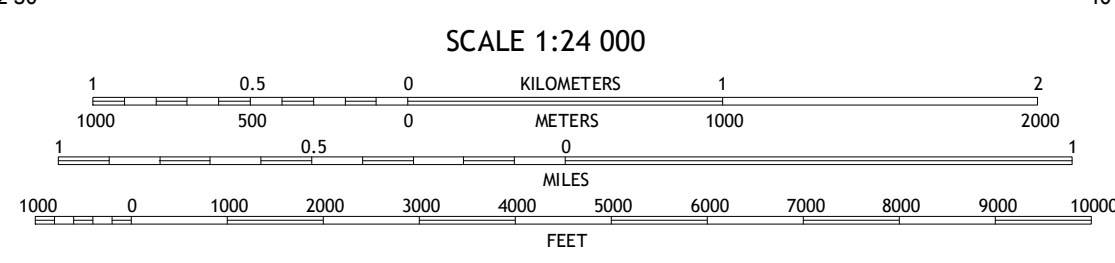 SCALE 1:24 000
1 0.5 0 KILOMETERS 1 2
1000 500 0 METERS 1000 2000
1 0.5 0 1
MILES
1000 0 1000 2000 3000 4000 5000 6000 7000 8000 9000 10000
FEET